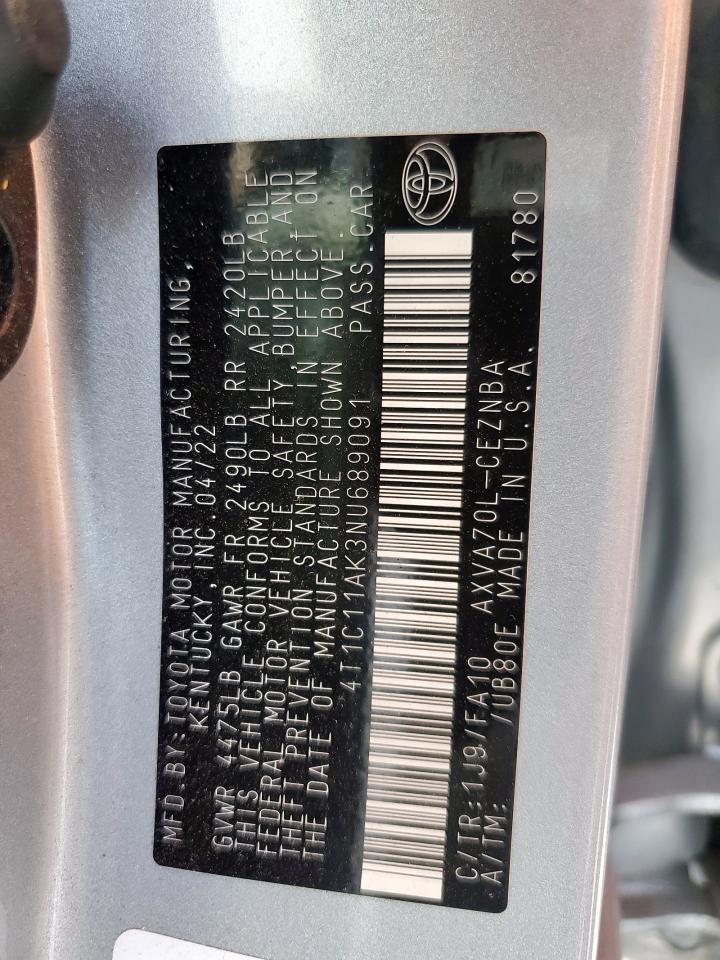 MFD.BY:TOYOTA MOTOR MANUFACTURING,
KENTUCKY, INC.04/22
GVWR 4475LB GAWR FR 2490LB RR 2420LB
THIS VEHICLE CONFORMS TO ALL APPLICABLE
FEDERAL MOTOR VEHICLE SAFETY, BUMPER AND
THEFT PREVENTION STANDARDS IN EFFECT ON
THE DATE OF MANUFACTURE SHOWN ABOVE.
4T1C11AK3NU689091 PASS.CAR
C/TR:1J9/FA10 AXVA70L-CEZNBA
A/TM: /UB80E MADE IN U.S.A. 81780